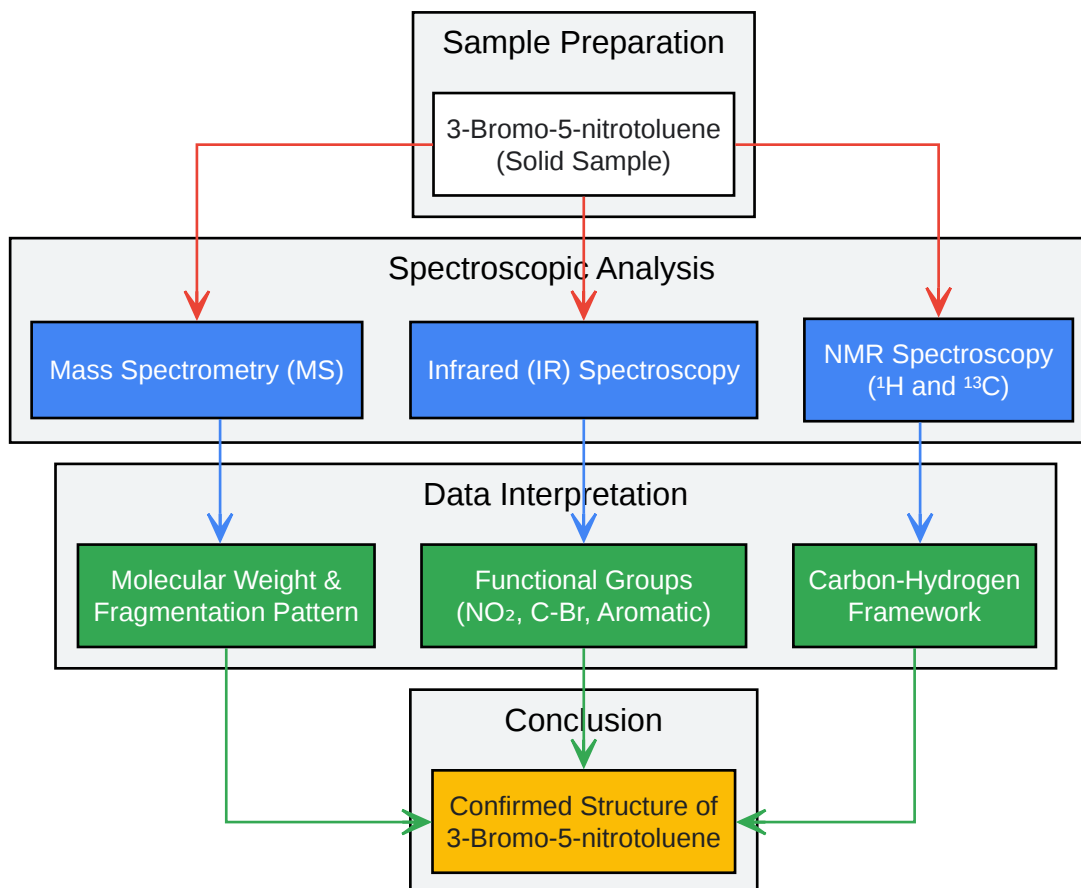 Sample Preparation
3-Bromo-5-nitrotoluene
(Solid Sample)
Spectroscopic Analysis
Mass Spectrometry (MS)
Infrared (IR) Spectroscopy
NMR Spectroscopy
(¹H and ¹³C)
Data Interpretation
Molecular Weight &
Fragmentation Pattern
Functional Groups
(NO₂, C-Br, Aromatic)
Carbon-Hydrogen
Framework
Conclusion
Confirmed Structure of
3-Bromo-5-nitrotoluene